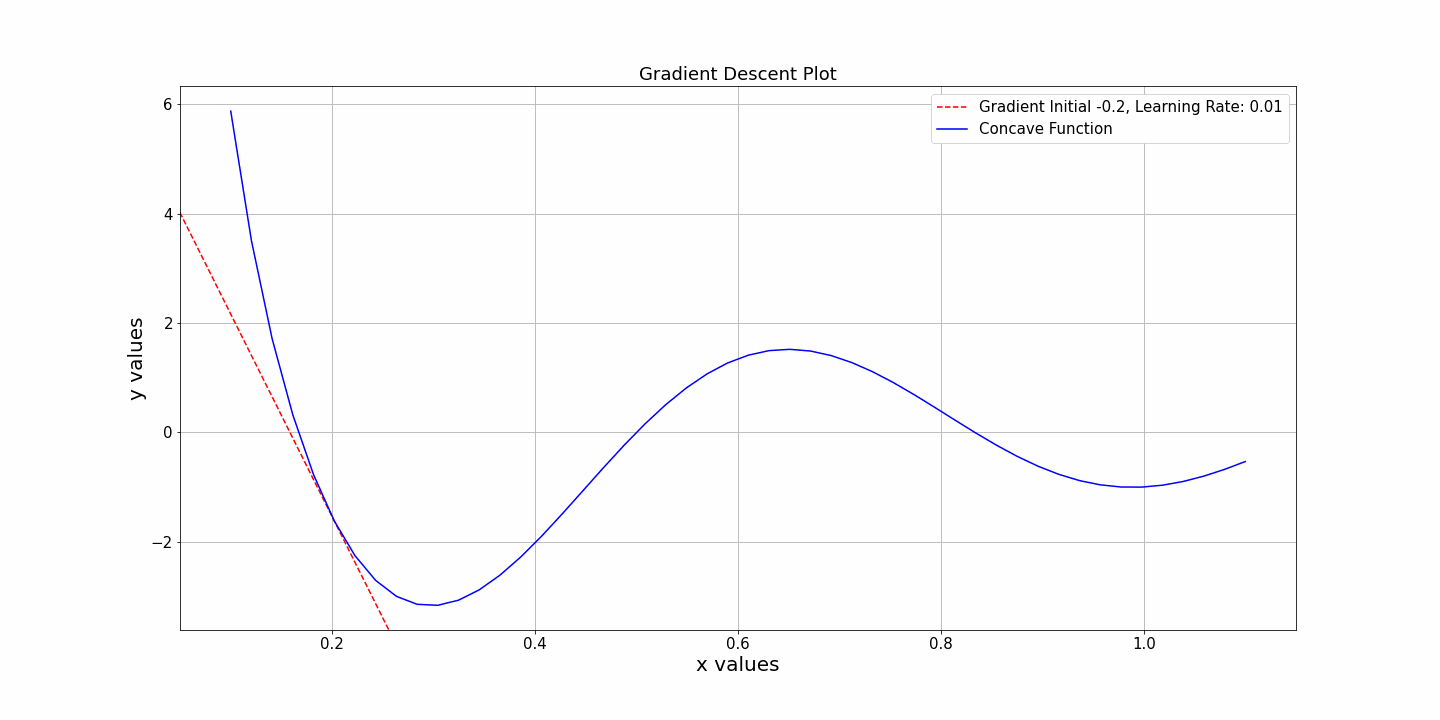 Gradient Descent Plot
Gradient Initial -0.2, Learning Rate: 0.01
Concave Function
y values
6
4
2
0
−2
0.2 0.4 0.6 0.8 1.0
x values